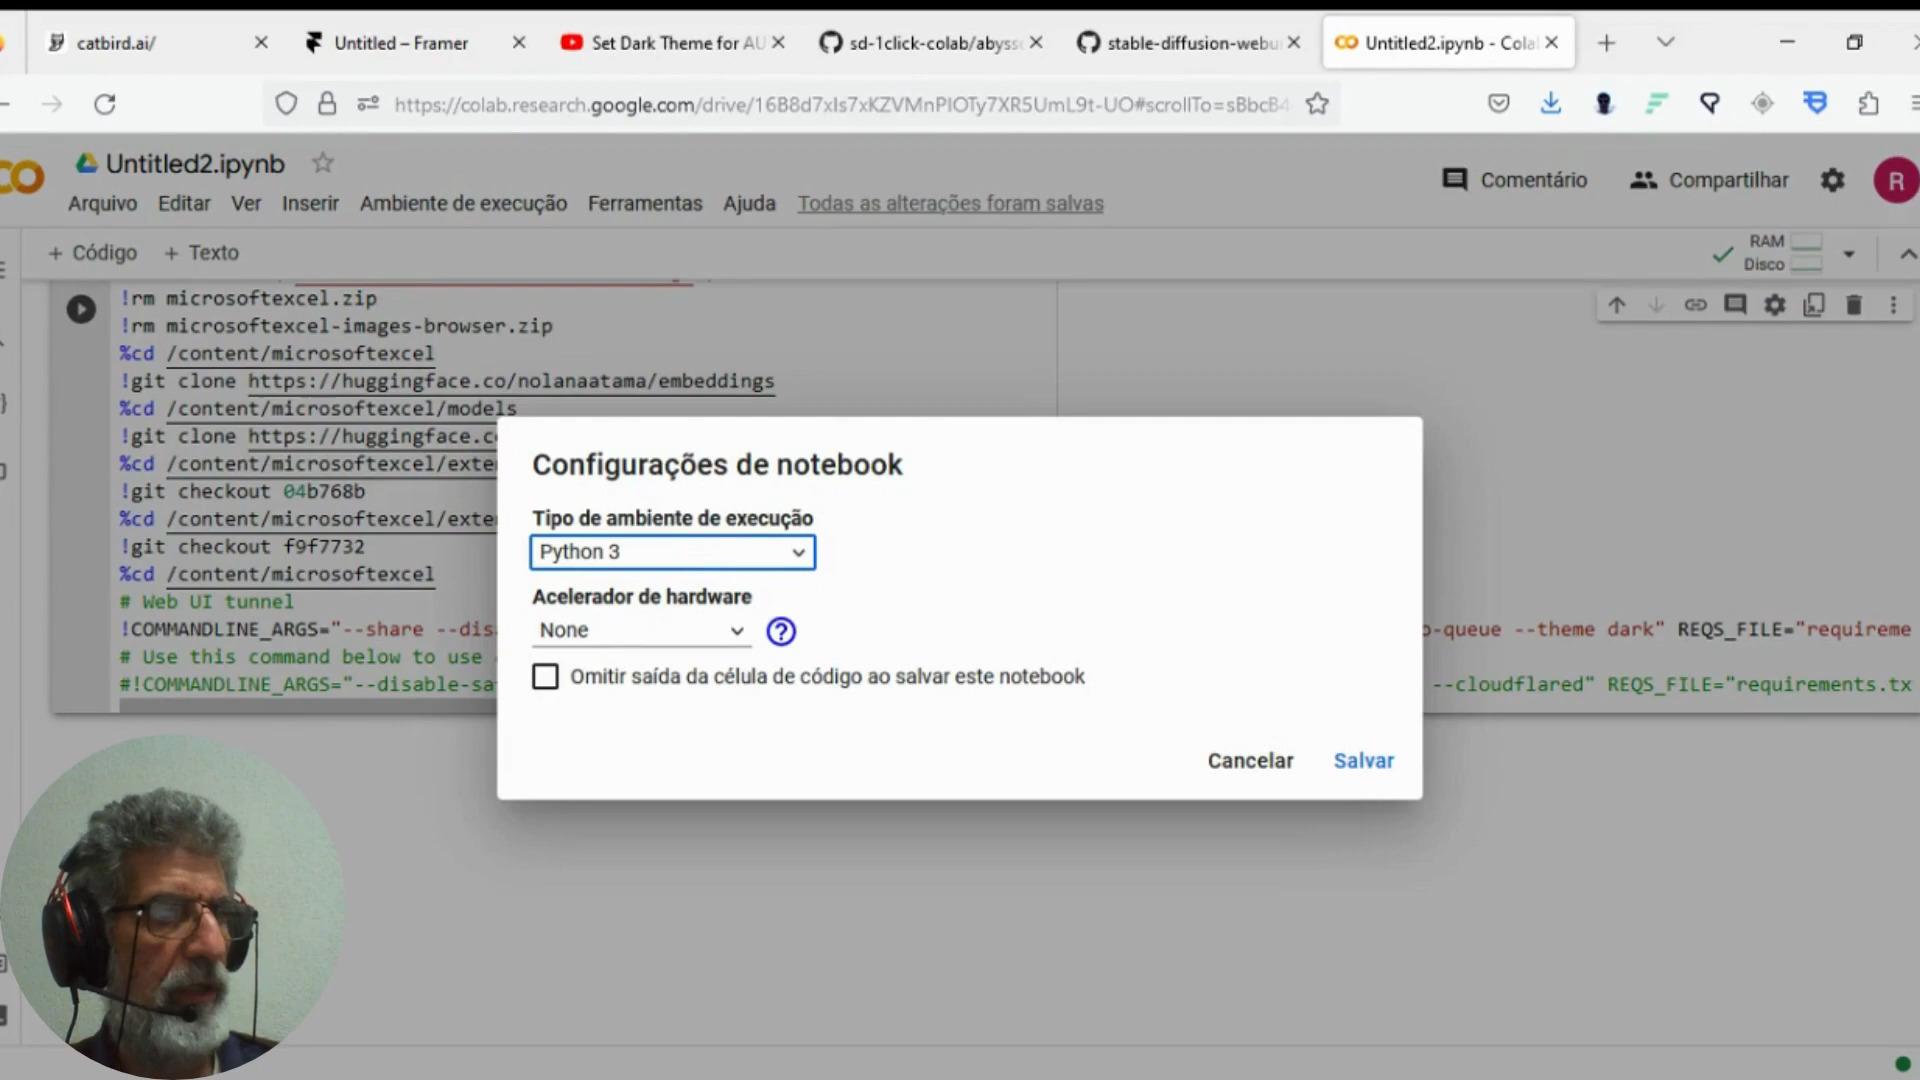 catbird.ai/
Untitled – Framer
Set Dark Theme for AU
sd-1click-colab/abyss
stable-diffusion-webu
Untitled2.ipynb - Cola
https://colab.research.google.com/drive/16B8d7xIs7xKZVMnPIOTy7XR5UmL9t-UO#scrollTo=sBbcB4
Untitled2.ipynb
Comentário
Compartilhar
R
Arquivo Editar Ver Inserir Ambiente de execução Ferramentas Ajuda Todas as alterações foram salvas
+ Código + Texto
RAM
Disco
!rm microsoftexcel.zip
!rm microsoftexcel-images-browser.zip
%cd /content/microsoftexcel
!git clone https://huggingface.co/nolanaatama/embeddings
%cd /content/microsoftexcel/models
!git clone https://huggingface.c
%cd /content/microsoftexcel/exte
!git checkout 04b768b
%cd /content/microsoftexcel/exte
!git checkout f9f7732
%cd /content/microsoftexcel
# Web UI tunnel
!COMMANDLINE_ARGS="--share --dis
-queue --theme dark" REQS_FILE="requireme
# Use this command below to use
#!COMMANDLINE_ARGS="--disable-sa
--cloudflared" REQS_FILE="requirements.tx
Configurações de notebook
Tipo de ambiente de execução
Python 3
Acelerador de hardware
None
?
Omitir saída da célula de código ao salvar este notebook
Cancelar
Salvar